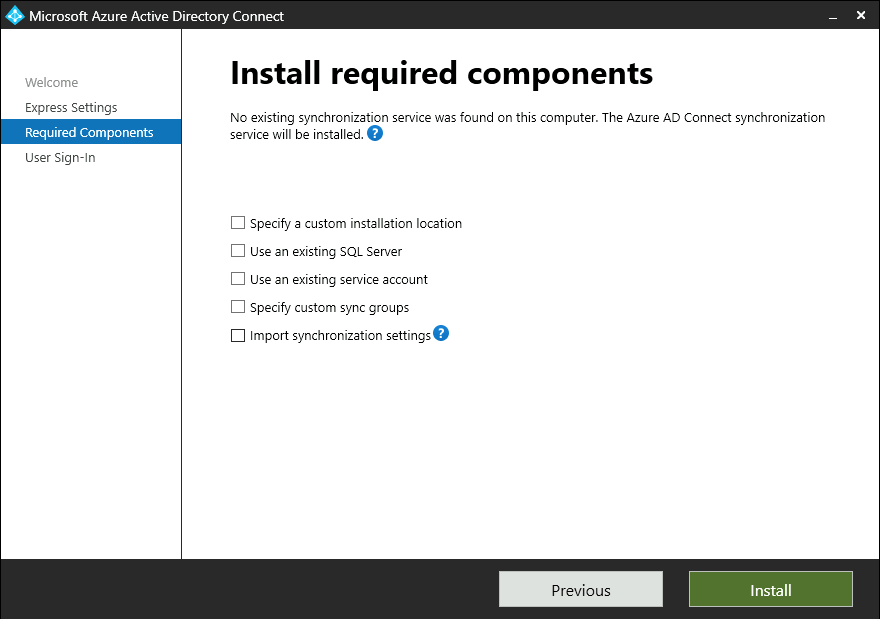 Microsoft Azure Active Directory Connect
Welcome
Express Settings
Required Components
User Sign-In
Install required components
No existing synchronization service was found on this computer. The Azure AD Connect synchronization
service will be installed. ?
Specify a custom installation location
Use an existing SQL Server
Use an existing service account
Specify custom sync groups
Import synchronization settings ?
Previous
Install